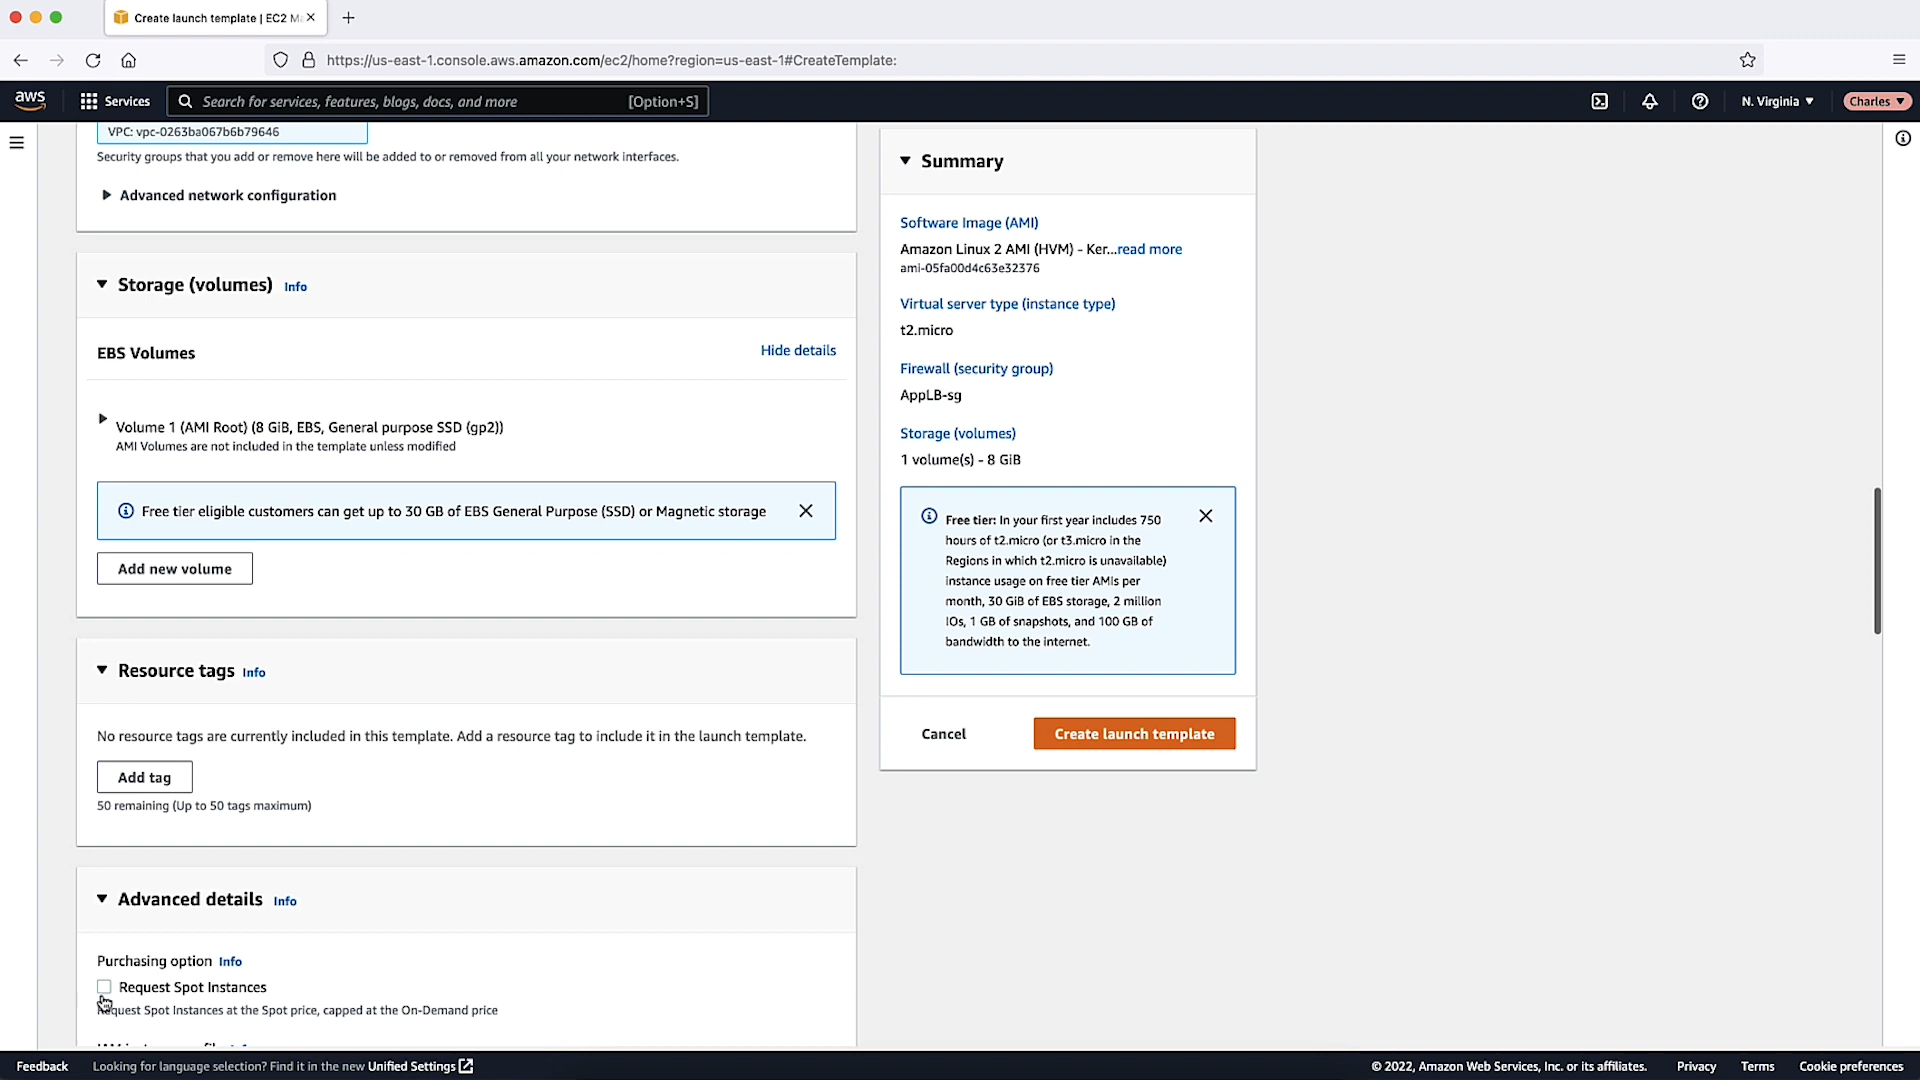 Create launch template | EC2 M
https://us-east-1.console.aws.amazon.com/ec2/home?region=us-east-1#CreateTemplate:
aws
Services
Search for services, features, blogs, docs, and more
[Option+S]
N. Virginia
Charles
VPC: vpc-0263ba067b6b79646
Security groups that you add or remove here will be added to or removed from all your network interfaces.
Advanced network configuration
Storage (volumes) Info
EBS Volumes
Hide details
Volume 1 (AMI Root) (8 GiB, EBS, General purpose SSD (gp2))
AMI Volumes are not included in the template unless modified
Free tier eligible customers can get up to 30 GB of EBS General Purpose (SSD) or Magnetic storage
Add new volume
Resource tags Info
No resource tags are currently included in this template. Add a resource tag to include it in the launch template.
Add tag
50 remaining (Up to 50 tags maximum)
Advanced details Info
Purchasing option Info
Request Spot Instances
Request Spot Instances at the Spot price, capped at the On-Demand price
Summary
Software Image (AMI)
Amazon Linux 2 AMI (HVM) - Ker...read more
ami-05fa00d4c63e32376
Virtual server type (instance type)
t2.micro
Firewall (security group)
AppLB-sg
Storage (volumes)
1 volume(s) - 8 GiB
Free tier: In your first year includes 750
hours of t2.micro (or t3.micro in the
Regions in which t2.micro is unavailable)
instance usage on free tier AMIs per
month, 30 GiB of EBS storage, 2 million
IOs, 1 GB of snapshots, and 100 GB of
bandwidth to the internet.
Cancel
Create launch template
Feedback
Looking for language selection? Find it in the new Unified Settings
© 2022, Amazon Web Services, Inc. or its affiliates.
Privacy
Terms
Cookie preferences